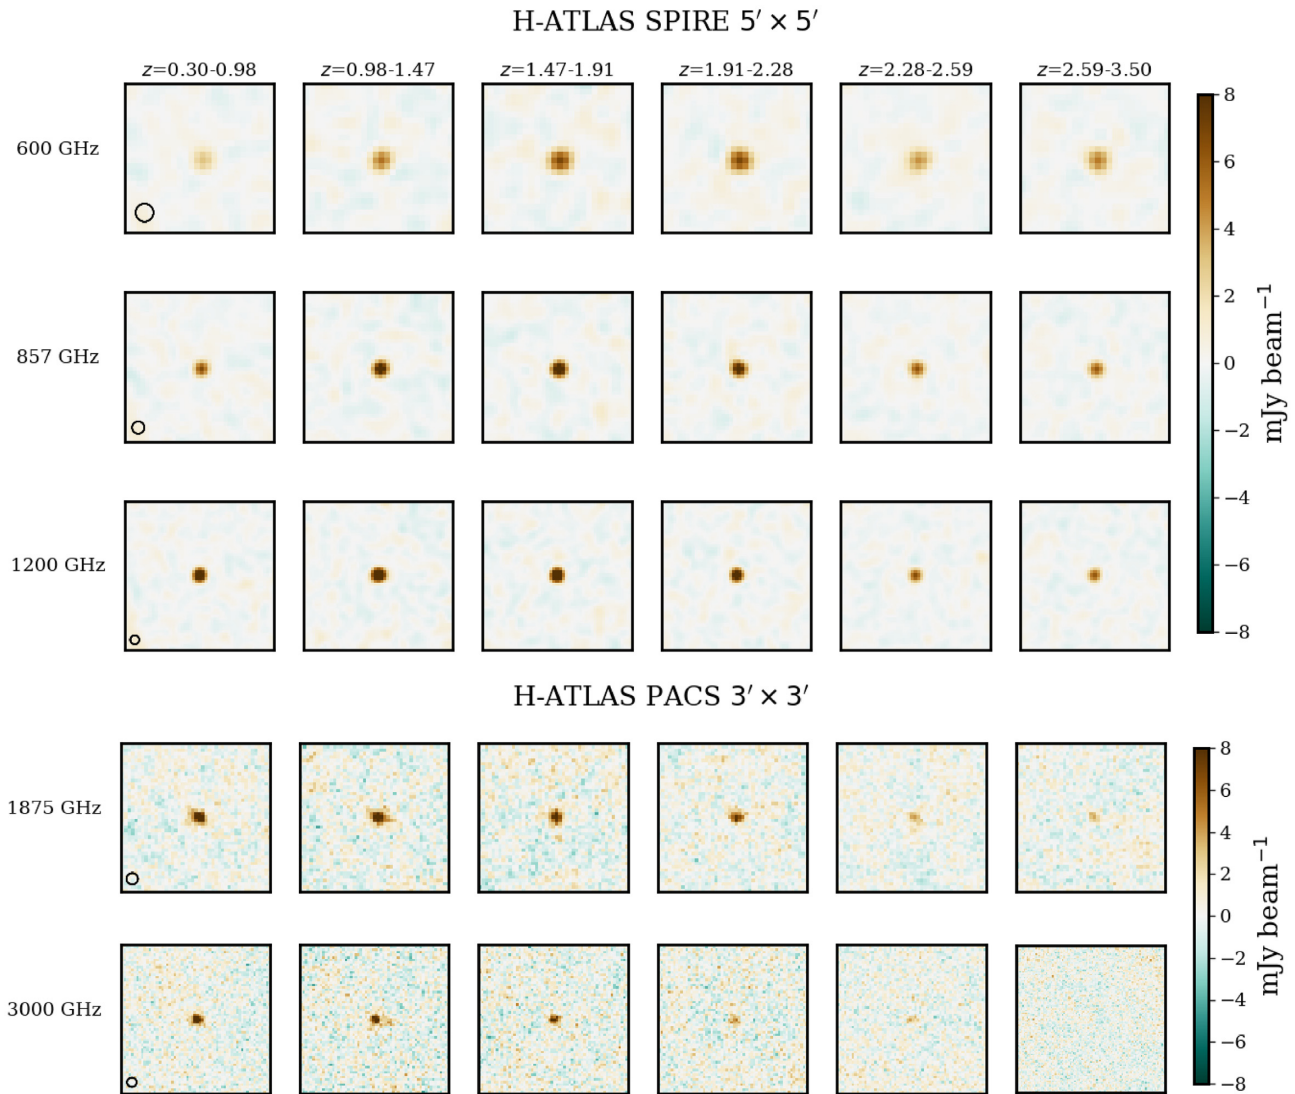 H-ATLAS SPIRE 5′ × 5′
z=0.30-0.98 z=0.98-1.47 z=1.47-1.91 z=1.91-2.28 z=2.28-2.59 z=2.59-3.50
600 GHz
857 GHz
1200 GHz
8
6
4
2
0
−2
−4
−6
−8
mJy beam⁻¹
H-ATLAS PACS 3′ × 3′
1875 GHz
3000 GHz
8
6
4
2
0
−2
−4
−6
−8
mJy beam⁻¹